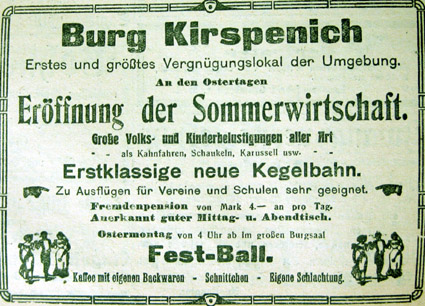 Burg Kirspenich
Erstes und größtes Vergnügungslokal der Umgebung.
An den Ostertagen
Eröffnung der Sommerwirtschaft.
Große Volks- und Kinderbelustigungen aller Art
- - als Kahnfahren, Schaukeln, Karussell usw. - -
Erstklassige neue Kegelbahn.
Zu Ausflügen für Vereine und Schulen sehr geeignet.
Fremdenpension von Mark 4.— an pro Tag.
Anerkannt guter Mittag- u. Abendtisch.
Ostermontag von 4 Uhr ab im großen Burgsaal
Fest-Ball.
Kaffee mit eigenen Backwaren - Schnittchen - Eigene Schlachtung.